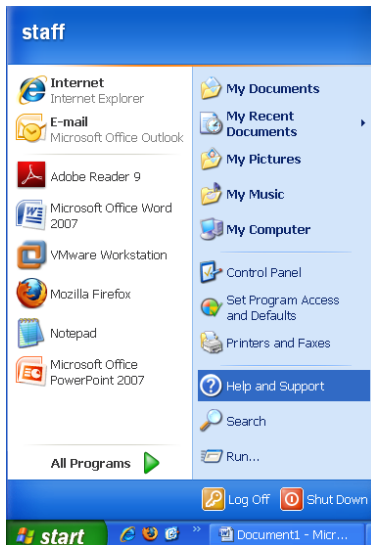 staff
Internet
Internet Explorer
E-mail
Microsoft Office Outlook
Adobe Reader 9
Microsoft Office Word
2007
VMware Workstation
Mozilla Firefox
Notepad
Microsoft Office
PowerPoint 2007
All Programs
My Documents
My Recent
Documents
My Pictures
My Music
My Computer
Control Panel
Set Program Access
and Defaults
Printers and Faxes
Help and Support
Search
Run...
Log Off
Shut Down
start
Document1 - Micr...